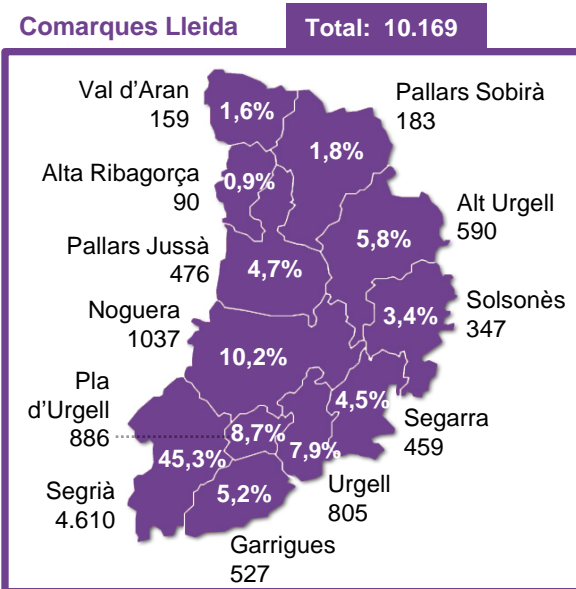 Comarques Lleida
Total: 10.169
Val d'Aran
159
1,6%
Pallars Sobirà
183
1,8%
Alta Ribagorça
90
0,9%
Alt Urgell
590
5,8%
Pallars Jussà
476
4,7%
Solsonès
347
3,4%
Noguera
1037
10,2%
Pla
d'Urgell
886
8,7%
4,5%
Segarra
459
45,3%
7,9%
Segrià
4.610
5,2%
Urgell
805
Garrigues
527